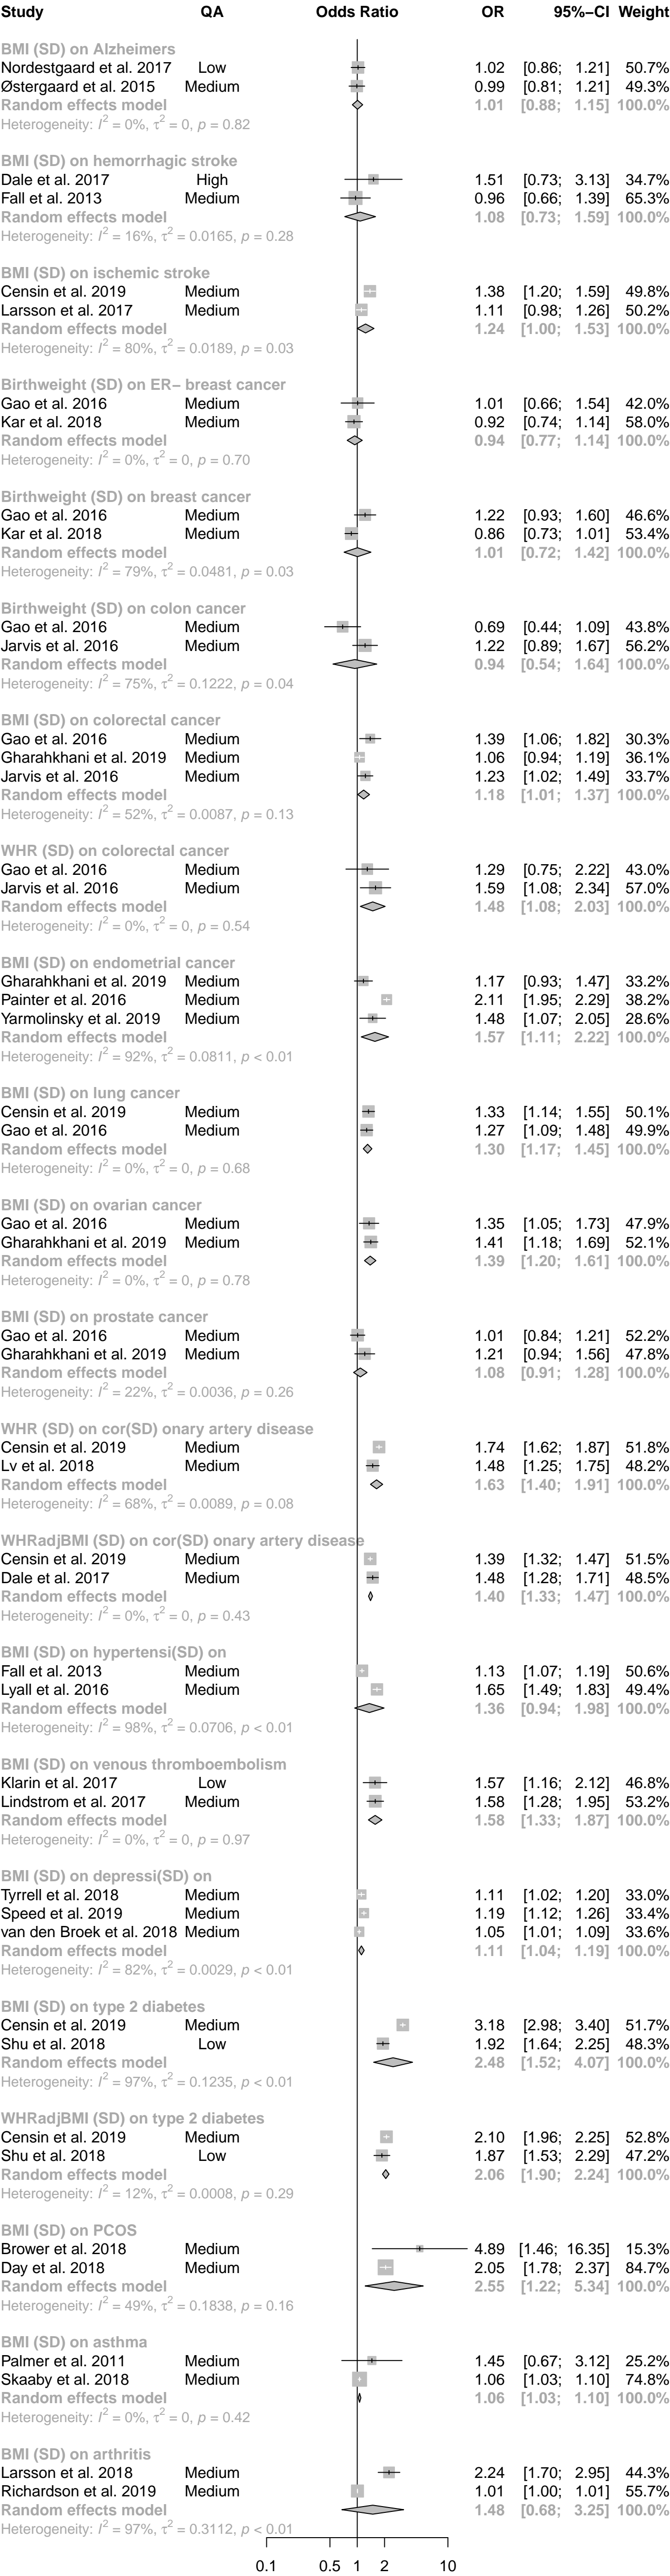 Study QA Odds Ratio OR 95%−CI Weight
BMI (SD) on Alzheimers
Nordestgaard et al. 2017 Low 1.02 [0.86; 1.21] 50.7%
Østergaard et al. 2015 Medium 0.99 [0.81; 1.21] 49.3%
Random effects model 1.01 [0.88; 1.15] 100.0%
Heterogeneity: I² = 0%, τ² = 0, p = 0.82
BMI (SD) on hemorrhagic stroke
Dale et al. 2017 High 1.51 [0.73; 3.13] 34.7%
Fall et al. 2013 Medium 0.96 [0.66; 1.39] 65.3%
Random effects model 1.08 [0.73; 1.59] 100.0%
Heterogeneity: I² = 16%, τ² = 0.0165, p = 0.28
BMI (SD) on ischemic stroke
Censin et al. 2019 Medium 1.38 [1.20; 1.59] 49.8%
Larsson et al. 2017 Medium 1.11 [0.98; 1.26] 50.2%
Random effects model 1.24 [1.00; 1.53] 100.0%
Heterogeneity: I² = 80%, τ² = 0.0189, p = 0.03
Birthweight (SD) on ER− breast cancer
Gao et al. 2016 Medium 1.01 [0.66; 1.54] 42.0%
Kar et al. 2018 Medium 0.92 [0.74; 1.14] 58.0%
Random effects model 0.94 [0.77; 1.14] 100.0%
Heterogeneity: I² = 0%, τ² = 0, p = 0.70
Birthweight (SD) on breast cancer
Gao et al. 2016 Medium 1.22 [0.93; 1.60] 46.6%
Kar et al. 2018 Medium 0.86 [0.73; 1.01] 53.4%
Random effects model 1.01 [0.72; 1.42] 100.0%
Heterogeneity: I² = 79%, τ² = 0.0481, p = 0.03
Birthweight (SD) on colon cancer
Gao et al. 2016 Medium 0.69 [0.44; 1.09] 43.8%
Jarvis et al. 2016 Medium 1.22 [0.89; 1.67] 56.2%
Random effects model 0.94 [0.54; 1.64] 100.0%
Heterogeneity: I² = 75%, τ² = 0.1222, p = 0.04
BMI (SD) on colorectal cancer
Gao et al. 2016 Medium 1.39 [1.06; 1.82] 30.3%
Gharahkhani et al. 2019 Medium 1.06 [0.94; 1.19] 36.1%
Jarvis et al. 2016 Medium 1.23 [1.02; 1.49] 33.7%
Random effects model 1.18 [1.01; 1.37] 100.0%
Heterogeneity: I² = 52%, τ² = 0.0087, p = 0.13
WHR (SD) on colorectal cancer
Gao et al. 2016 Medium 1.29 [0.75; 2.22] 43.0%
Jarvis et al. 2016 Medium 1.59 [1.08; 2.34] 57.0%
Random effects model 1.48 [1.08; 2.03] 100.0%
Heterogeneity: I² = 0%, τ² = 0, p = 0.54
BMI (SD) on endometrial cancer
Gharahkhani et al. 2019 Medium 1.17 [0.93; 1.47] 33.2%
Painter et al. 2016 Medium 2.11 [1.95; 2.29] 38.2%
Yarmolinsky et al. 2019 Medium 1.48 [1.07; 2.05] 28.6%
Random effects model 1.57 [1.11; 2.22] 100.0%
Heterogeneity: I² = 92%, τ² = 0.0811, p < 0.01
BMI (SD) on lung cancer
Censin et al. 2019 Medium 1.33 [1.14; 1.55] 50.1%
Gao et al. 2016 Medium 1.27 [1.09; 1.48] 49.9%
Random effects model 1.30 [1.17; 1.45] 100.0%
Heterogeneity: I² = 0%, τ² = 0, p = 0.68
BMI (SD) on ovarian cancer
Gao et al. 2016 Medium 1.35 [1.05; 1.73] 47.9%
Gharahkhani et al. 2019 Medium 1.41 [1.18; 1.69] 52.1%
Random effects model 1.39 [1.20; 1.61] 100.0%
Heterogeneity: I² = 0%, τ² = 0, p = 0.78
BMI (SD) on prostate cancer
Gao et al. 2016 Medium 1.01 [0.84; 1.21] 52.2%
Gharahkhani et al. 2019 Medium 1.21 [0.94; 1.56] 47.8%
Random effects model 1.08 [0.91; 1.28] 100.0%
Heterogeneity: I² = 22%, τ² = 0.0036, p = 0.26
WHR (SD) on cor(SD) onary artery disease
Censin et al. 2019 Medium 1.74 [1.62; 1.87] 51.8%
Lv et al. 2018 Medium 1.48 [1.25; 1.75] 48.2%
Random effects model 1.63 [1.40; 1.91] 100.0%
Heterogeneity: I² = 68%, τ² = 0.0089, p = 0.08
WHRadjBMI (SD) on cor(SD) onary artery disease
Censin et al. 2019 Medium 1.39 [1.32; 1.47] 51.5%
Dale et al. 2017 Medium 1.48 [1.28; 1.71] 48.5%
Random effects model 1.40 [1.33; 1.47] 100.0%
Heterogeneity: I² = 0%, τ² = 0, p = 0.43
BMI (SD) on hypertensi(SD) on
Fall et al. 2013 Medium 1.13 [1.07; 1.19] 50.6%
Lyall et al. 2016 Medium 1.65 [1.49; 1.83] 49.4%
Random effects model 1.36 [0.94; 1.98] 100.0%
Heterogeneity: I² = 98%, τ² = 0.0706, p < 0.01
BMI (SD) on venous thromboembolism
Klarin et al. 2017 Low 1.57 [1.16; 2.12] 46.8%
Lindstrom et al. 2017 Medium 1.58 [1.28; 1.95] 53.2%
Random effects model 1.58 [1.33; 1.87] 100.0%
Heterogeneity: I² = 0%, τ² = 0, p = 0.97
BMI (SD) on depressi(SD) on
Tyrrell et al. 2018 Medium 1.11 [1.02; 1.20] 33.0%
Speed et al. 2019 Medium 1.19 [1.12; 1.26] 33.4%
van den Broek et al. 2018 Medium 1.05 [1.01; 1.09] 33.6%
Random effects model 1.11 [1.04; 1.19] 100.0%
Heterogeneity: I² = 82%, τ² = 0.0029, p < 0.01
BMI (SD) on type 2 diabetes
Censin et al. 2019 Medium 3.18 [2.98; 3.40] 51.7%
Shu et al. 2018 Low 1.92 [1.64; 2.25] 48.3%
Random effects model 2.48 [1.52; 4.07] 100.0%
Heterogeneity: I² = 97%, τ² = 0.1235, p < 0.01
WHRadjBMI (SD) on type 2 diabetes
Censin et al. 2019 Medium 2.10 [1.96; 2.25] 52.8%
Shu et al. 2018 Low 1.87 [1.53; 2.29] 47.2%
Random effects model 2.06 [1.90; 2.24] 100.0%
Heterogeneity: I² = 12%, τ² = 0.0008, p = 0.29
BMI (SD) on PCOS
Brower et al. 2018 Medium 4.89 [1.46; 16.35] 15.3%
Day et al. 2018 Medium 2.05 [1.78; 2.37] 84.7%
Random effects model 2.55 [1.22; 5.34] 100.0%
Heterogeneity: I² = 49%, τ² = 0.1838, p = 0.16
BMI (SD) on asthma
Palmer et al. 2011 Medium 1.45 [0.67; 3.12] 25.2%
Skaaby et al. 2018 Medium 1.06 [1.03; 1.10] 74.8%
Random effects model 1.06 [1.03; 1.10] 100.0%
Heterogeneity: I² = 0%, τ² = 0, p = 0.42
BMI (SD) on arthritis
Larsson et al. 2018 Medium 2.24 [1.70; 2.95] 44.3%
Richardson et al. 2019 Medium 1.01 [1.00; 1.01] 55.7%
Random effects model 1.48 [0.68; 3.25] 100.0%
Heterogeneity: I² = 97%, τ² = 0.3112, p < 0.01
0.1 0.5 1 2 10